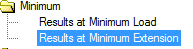 Minimum
Results at Minimum Load
Results at Minimum Extension